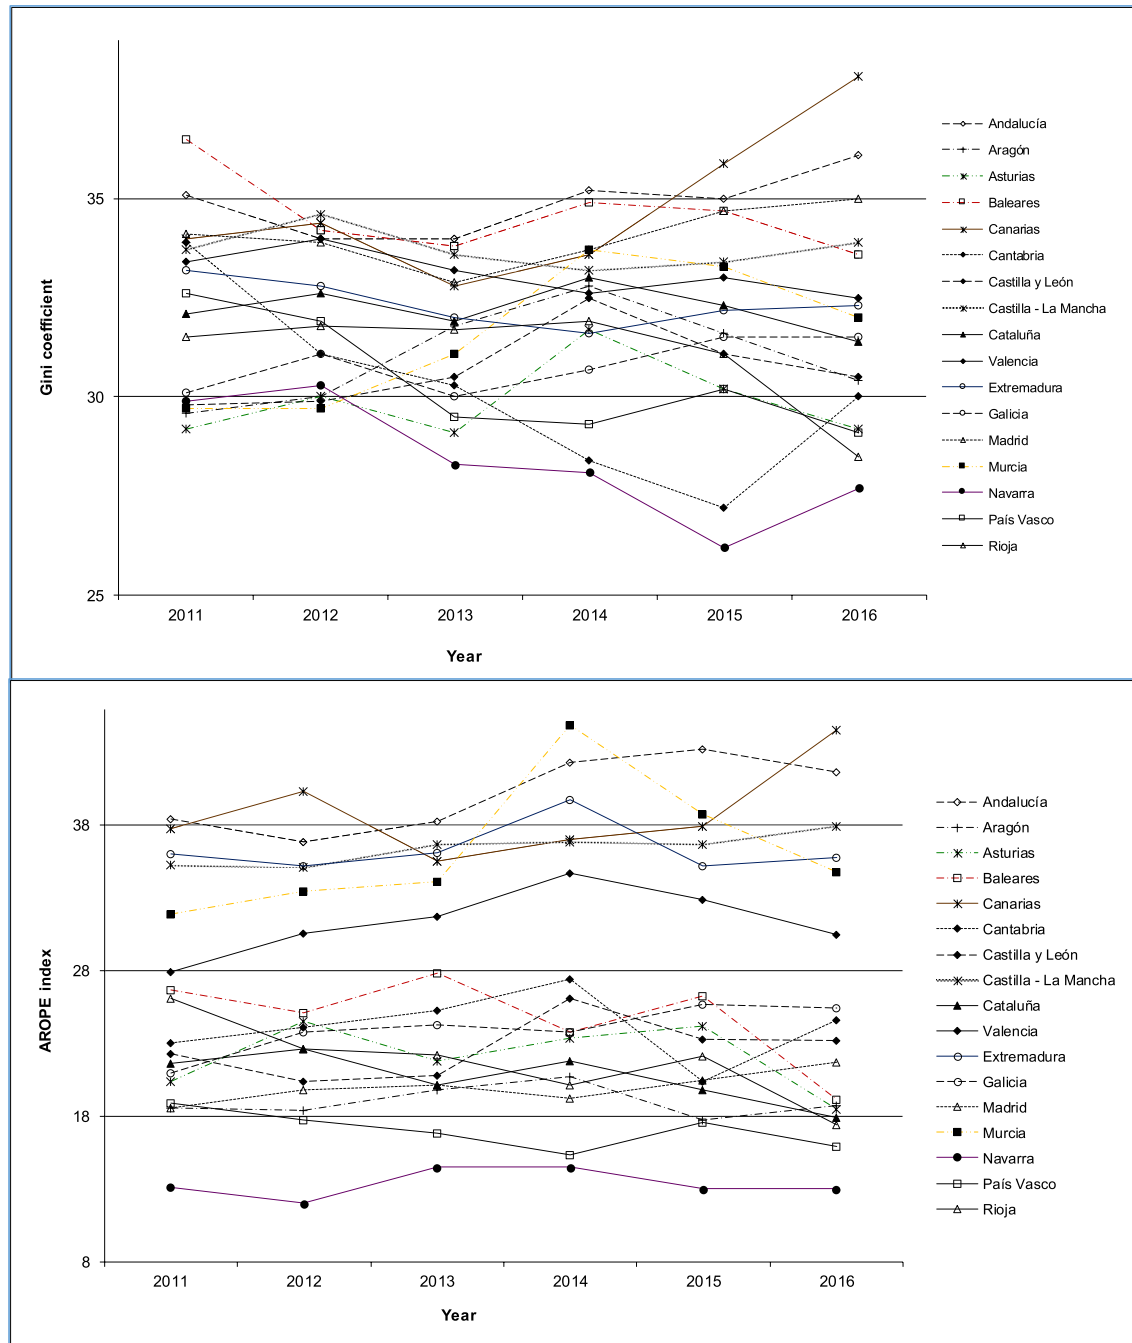 Gini coefficient
35
30
25
2011 2012 2013 2014 2015 2016
Year
Andalucía
Aragón
Asturias
Baleares
Canarias
Cantabria
Castilla y León
Castilla - La Mancha
Cataluña
Valencia
Extremadura
Galicia
Madrid
Murcia
Navarra
País Vasco
Rioja
AROPE index
38
28
18
8
2011 2012 2013 2014 2015 2016
Year
Andalucía
Aragón
Asturias
Baleares
Canarias
Cantabria
Castilla y León
Castilla - La Mancha
Cataluña
Valencia
Extremadura
Galicia
Madrid
Murcia
Navarra
País Vasco
Rioja